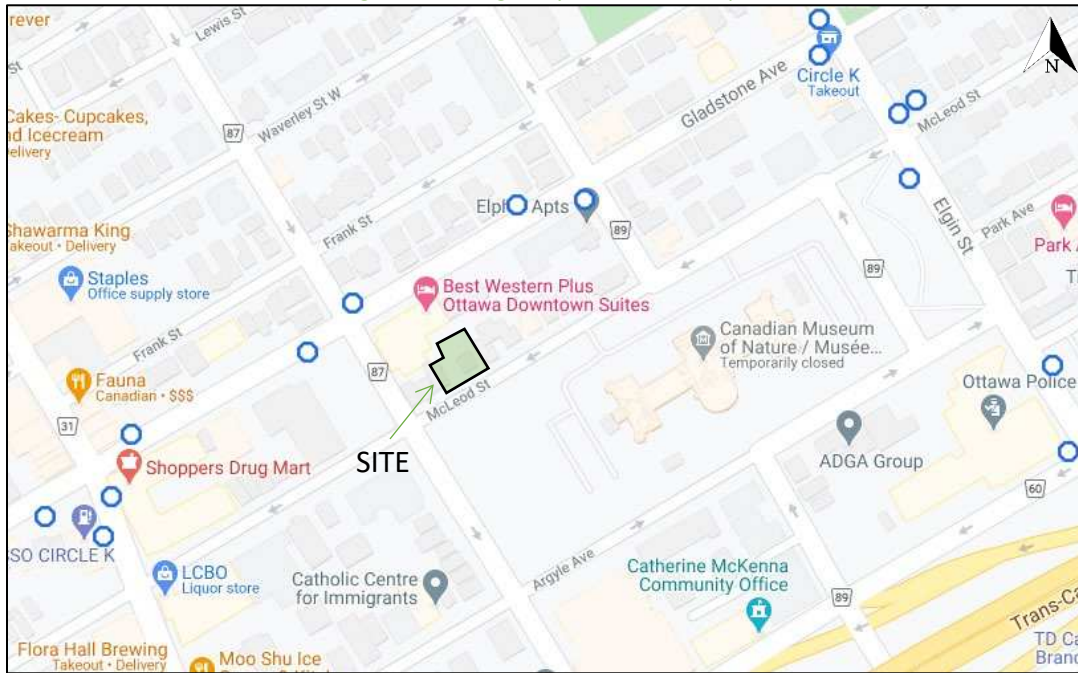 rever
Lewis St
St
Waverley St W
87
Cakes- Cupcakes,
nd Icecream
elivery
Circle K
Takeout
N
Gladstone Ave
McLeod St
Frank St
Elph Apts
89
Elgin St
Park Ave
Park
Shawarma King
akeout • Delivery
Staples
Office supply store
Best Western Plus
Ottawa Downtown Suites
89
Canadian Museum
of Nature / Musée...
Temporarily closed
Frank St
Fauna
Canadian • $$$
87
McLeod St
Ottawa Police
31
SITE
Shoppers Drug Mart
ADGA Group
60
SO CIRCLE K
LCBO
Liquor store
Catholic Centre
for Immigrants
Argyle Ave
Catherine McKenna
Community Office
89
Trans-Ca
TD Ca
Branc
Flora Hall Brewing
Takeout • Delivery
Moo Shu Ice